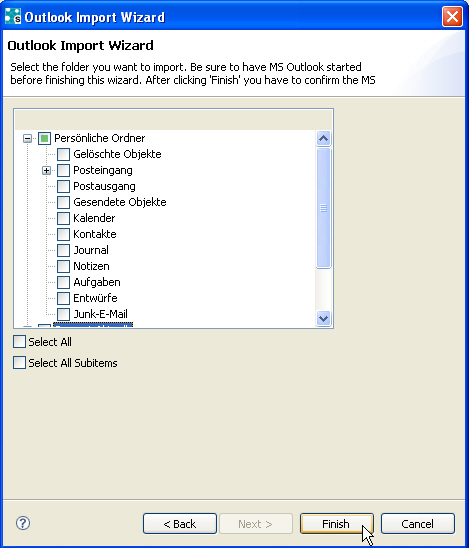 Outlook Import Wizard
Outlook Import Wizard
Select the folder you want to import. Be sure to have MS Outlook started
before finishing this wizard. After clicking 'Finish' you have to confirm the MS
Persönliche Ordner
Gelöschte Objekte
Posteingang
Postausgang
Gesendete Objekte
Kalender
Kontakte
Journal
Notizen
Aufgaben
Entwürfe
Junk-E-Mail
Select All
Select All Subitems
< Back
Next >
Finish
Cancel